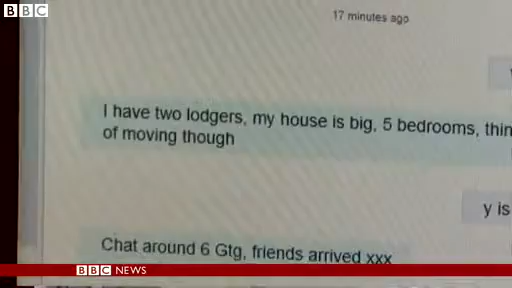 BBC
17 minutes ago
I have two lodgers, my house is big, 5 bedrooms, thin
of moving though
y is
Chat around 6 Gtg, friends arrived xxx
BBC NEWS